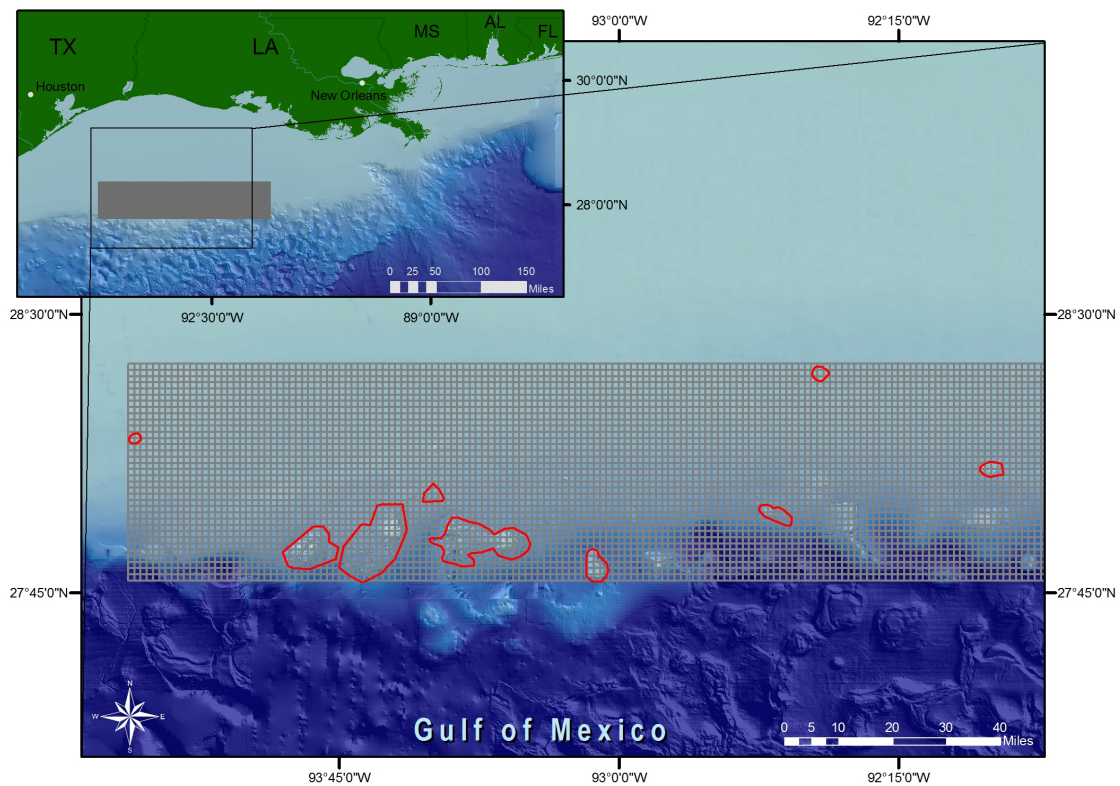 93°0'0"W
92°15'0"W
TX
LA
MS
AL
FL
Houston
New Orleans
30°0'0"N
28°0'0"N
0 25 50 100 150
Miles
92°30'0"W
89°0'0"W
28°30'0"N
28°30'0"N
27°45'0"N
27°45'0"N
N
W
E
S
Gulf of Mexico
0 5 10 20 30 40
Miles
93°45'0"W
93°0'0"W
92°15'0"W